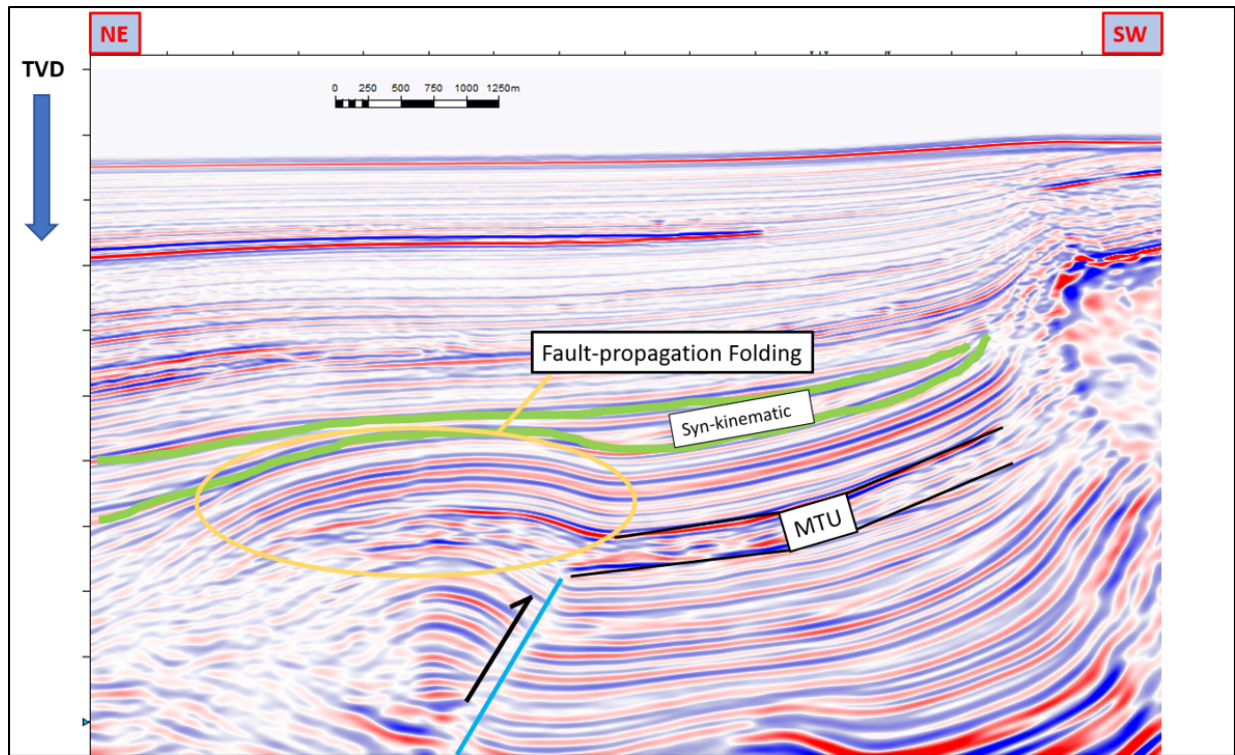 NE
SW
TVD
0 250 500 750 1000 1250m
Fault-propagation Folding
Syn-kinematic
MTU